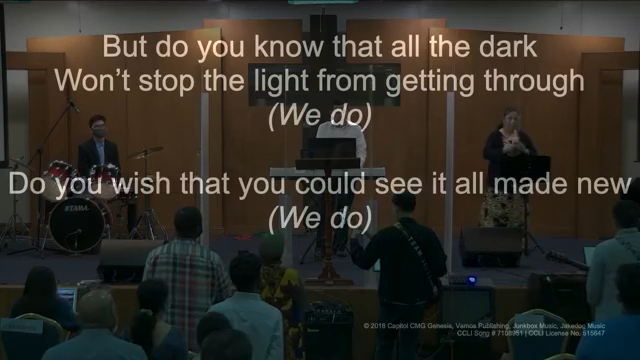 But do you know that all the dark
Won't stop the light from getting through
(We do)
Do you wish that you could see it all made new
(We do)
TAMA
© 2018 Capitol CMG Genesis, Vamos Publishing, Junkbox Music, Jakedog Music
CCLI Song # 7108951 | CCLI License No. 515647